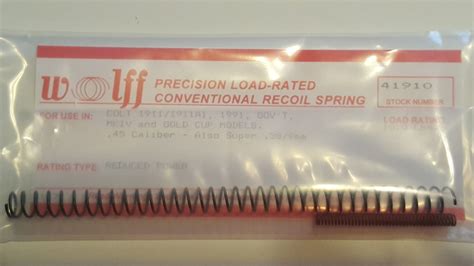 wolff
PRECISION LOAD-RATED
CONVENTIONAL RECOIL SPRING
41910
STOCK NUMBER
FOR USE IN: COLT 1911/1911A1, 1991, GOV'T,
MKIV and GOLD CUP MODELS.
.45 Caliber - Also Super .38/9mm
LOAD RATING
RATING TYPE: REDUCED POWER